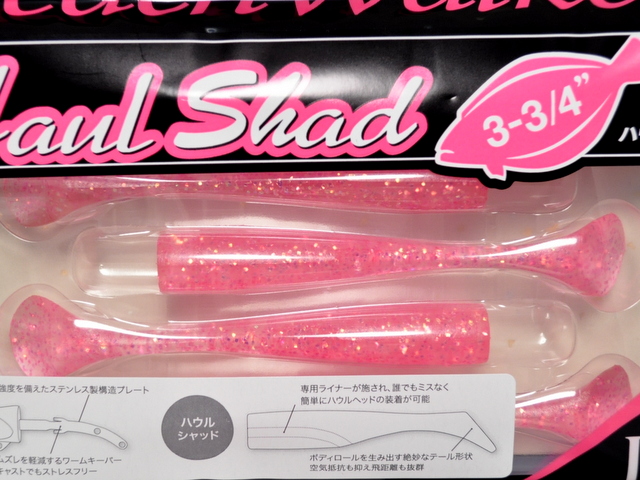 Haul Shad
3-3/4"
強度を備えたステンレス製構造プレート
ムズレを軽減するワームキーパー
キャストでもストレスフリー
ハウル
シャッド
専用ライナーが施され、誰でもミスなく
簡単にハウルヘッドの装着が可能
ボディロールを生み出す絶妙なテール形状
空気抵抗も抑え飛距離も抜群